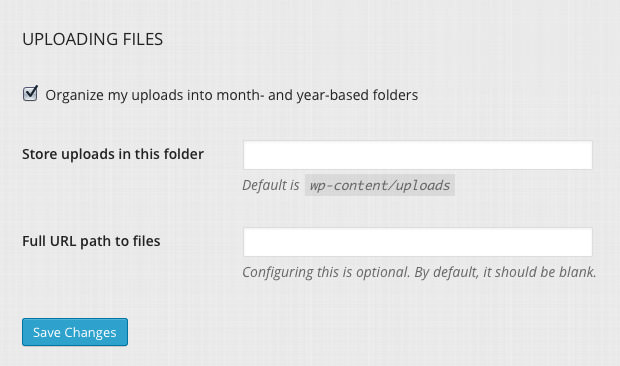 UPLOADING FILES
Organize my uploads into month- and year-based folders
Store uploads in this folder
Default is wp-content/uploads
Full URL path to files
Configuring this is optional. By default, it should be blank.
Save Changes